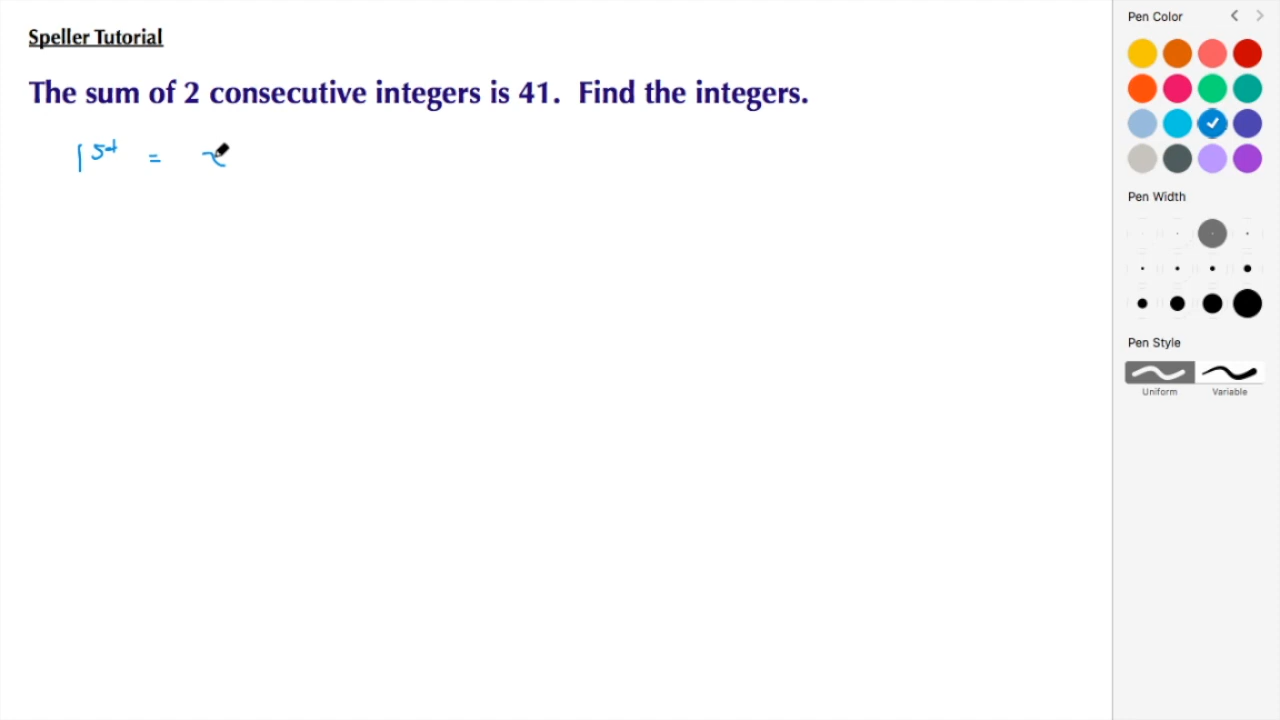 Speller Tutorial
The sum of 2 consecutive integers is 41. Find the integers.
1st = x
Pen Color
Pen Width
Pen Style
Uniform Variable